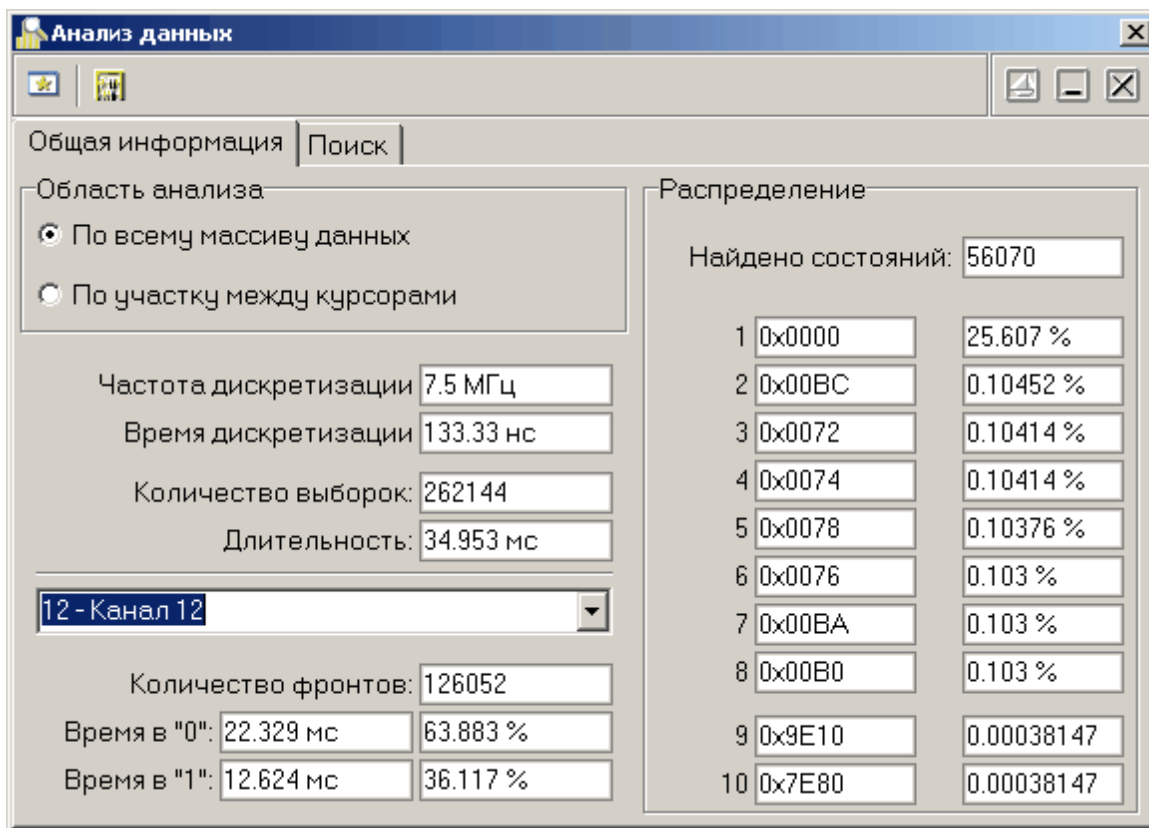 Анализ данных
Общая информация
Поиск
Область анализа
По всему массиву данных
По участку между курсорами
Частота дискретизации 7.5 МГц
Время дискретизации 133.33 нс
Количество выборок: 262144
Длительность: 34.953 мс
12 - Канал 12
Количество фронтов: 126052
Время в "0": 22.329 мс 63.883 %
Время в "1": 12.624 мс 36.117 %
Распределение
Найдено состояний: 56070
1 0x0000 25.607 %
2 0x00BC 0.10452 %
3 0x0072 0.10414 %
4 0x0074 0.10414 %
5 0x0078 0.10376 %
6 0x0076 0.103 %
7 0x00BA 0.103 %
8 0x00B0 0.103 %
9 0x9E10 0.00038147
10 0x7E80 0.00038147